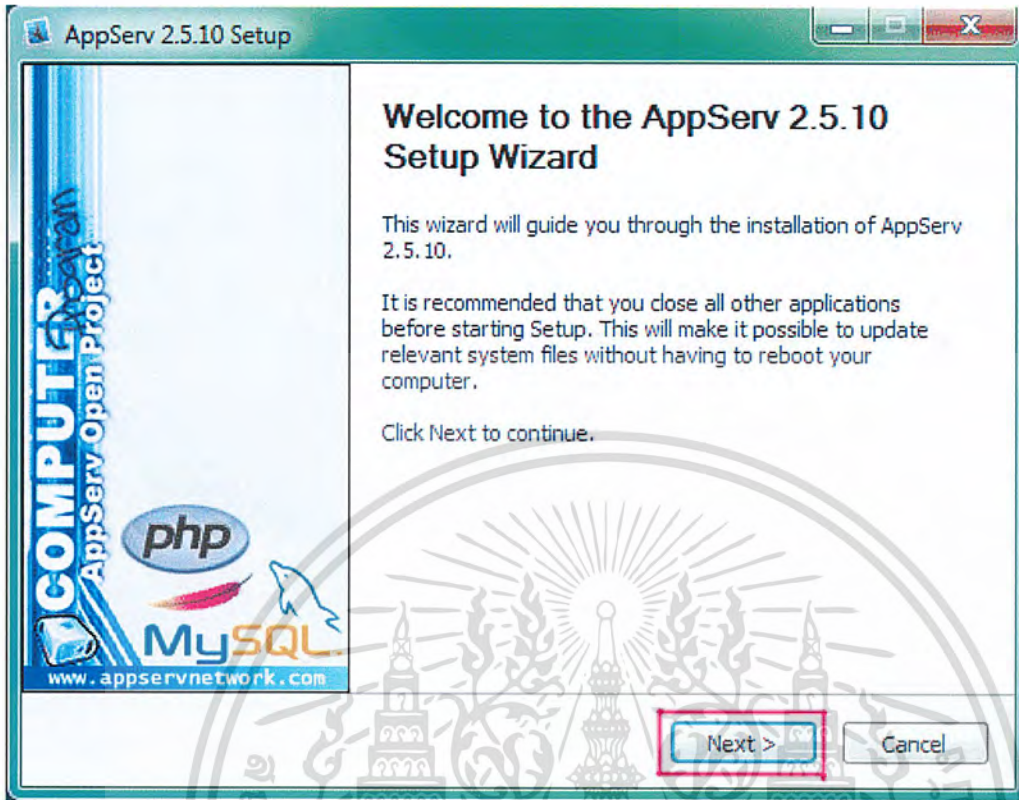 AppServ 2.5.10 Setup
Welcome to the AppServ 2.5.10
Setup Wizard
This wizard will guide you through the installation of AppServ
2.5.10.
It is recommended that you close all other applications
before starting Setup. This will make it possible to update
relevant system files without having to reboot your
computer.
Click Next to continue.
COMPUTER
Program
AppServ Open Project
php
MySQL
www.appservnetwork.com
Next >
Cancel